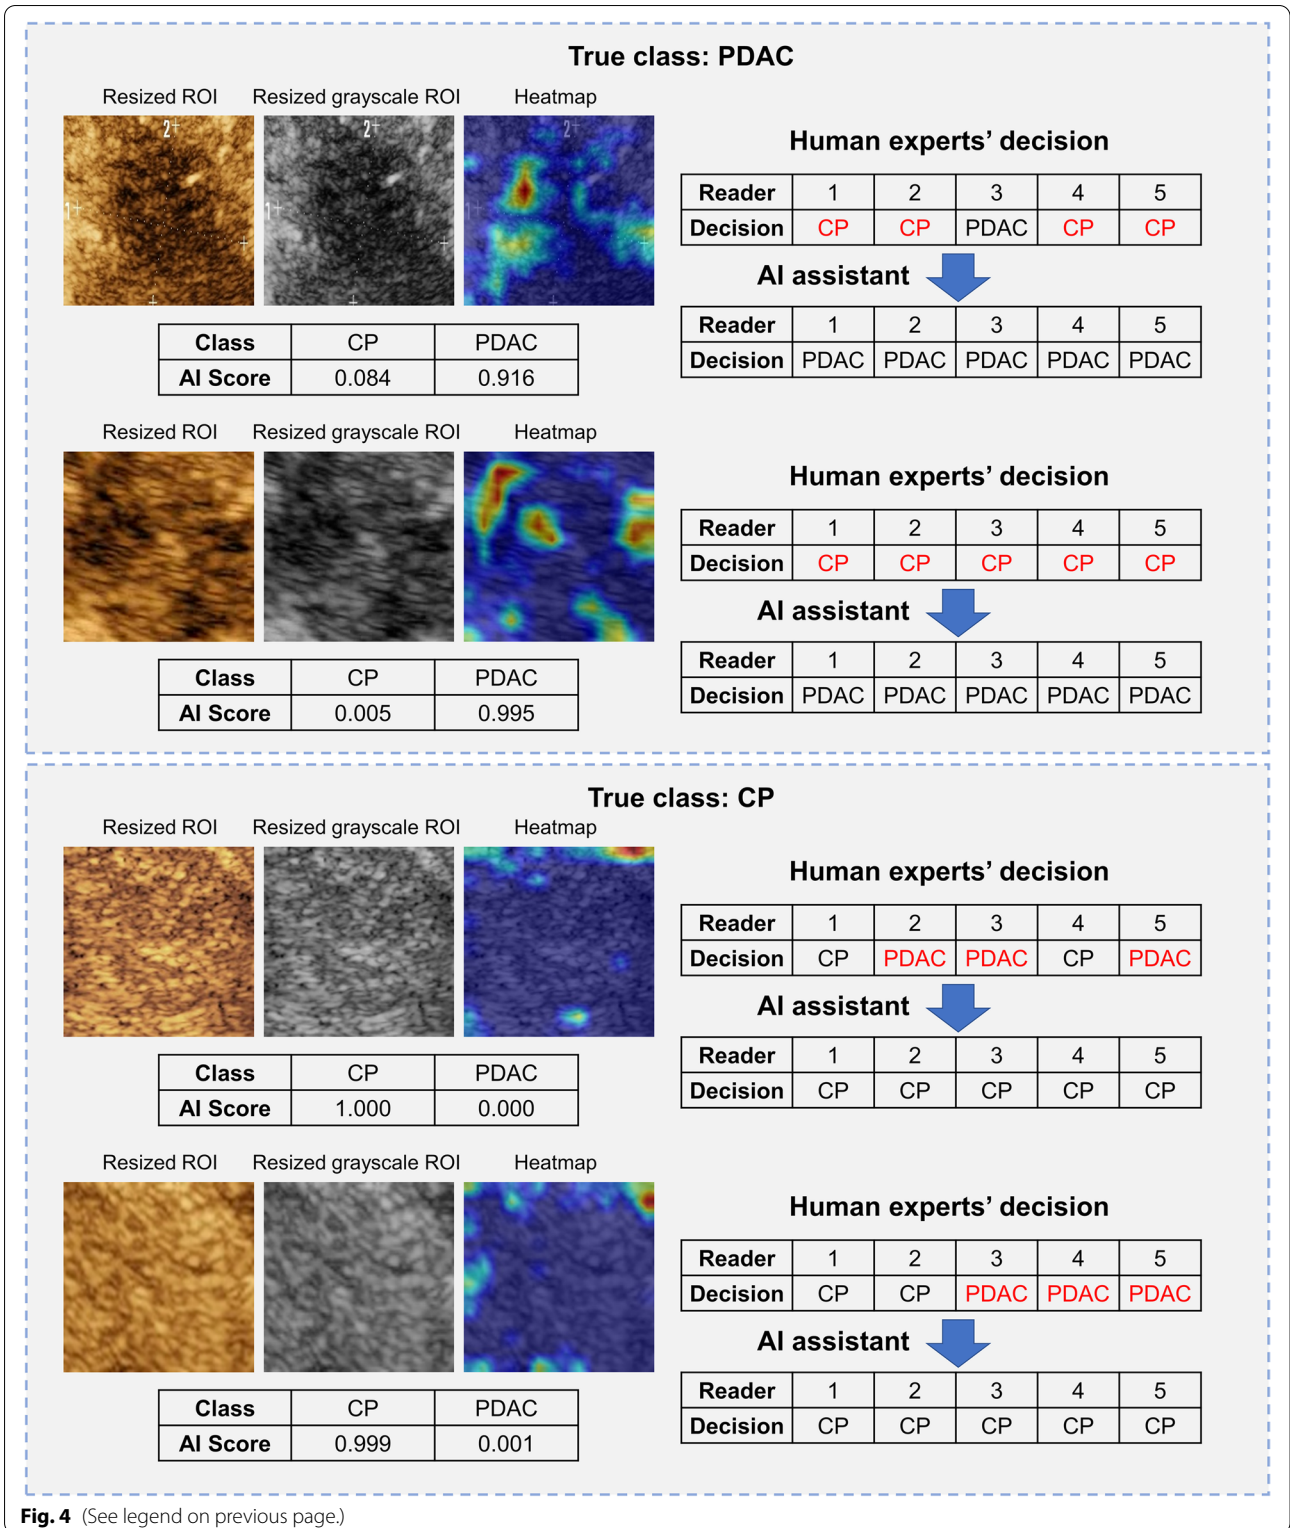 True class: PDAC
Resized ROI Resized grayscale ROI Heatmap
2+ 2+ 2+
1+ 1+ 1+
Human experts' decision
Reader 1 2 3 4 5
Decision CP CP PDAC CP CP
AI assistant
Reader 1 2 3 4 5
Decision PDAC PDAC PDAC PDAC PDAC
Class CP PDAC
AI Score 0.084 0.916
Resized ROI Resized grayscale ROI Heatmap
Human experts' decision
Reader 1 2 3 4 5
Decision CP CP CP CP CP
AI assistant
Reader 1 2 3 4 5
Decision PDAC PDAC PDAC PDAC PDAC
Class CP PDAC
AI Score 0.005 0.995
True class: CP
Resized ROI Resized grayscale ROI Heatmap
Human experts' decision
Reader 1 2 3 4 5
Decision CP PDAC PDAC CP PDAC
AI assistant
Reader 1 2 3 4 5
Decision CP CP CP CP CP
Class CP PDAC
AI Score 1.000 0.000
Resized ROI Resized grayscale ROI Heatmap
Human experts' decision
Reader 1 2 3 4 5
Decision CP CP PDAC PDAC PDAC
AI assistant
Reader 1 2 3 4 5
Decision CP CP CP CP CP
Class CP PDAC
AI Score 0.999 0.001
Fig. 4 (See legend on previous page.)